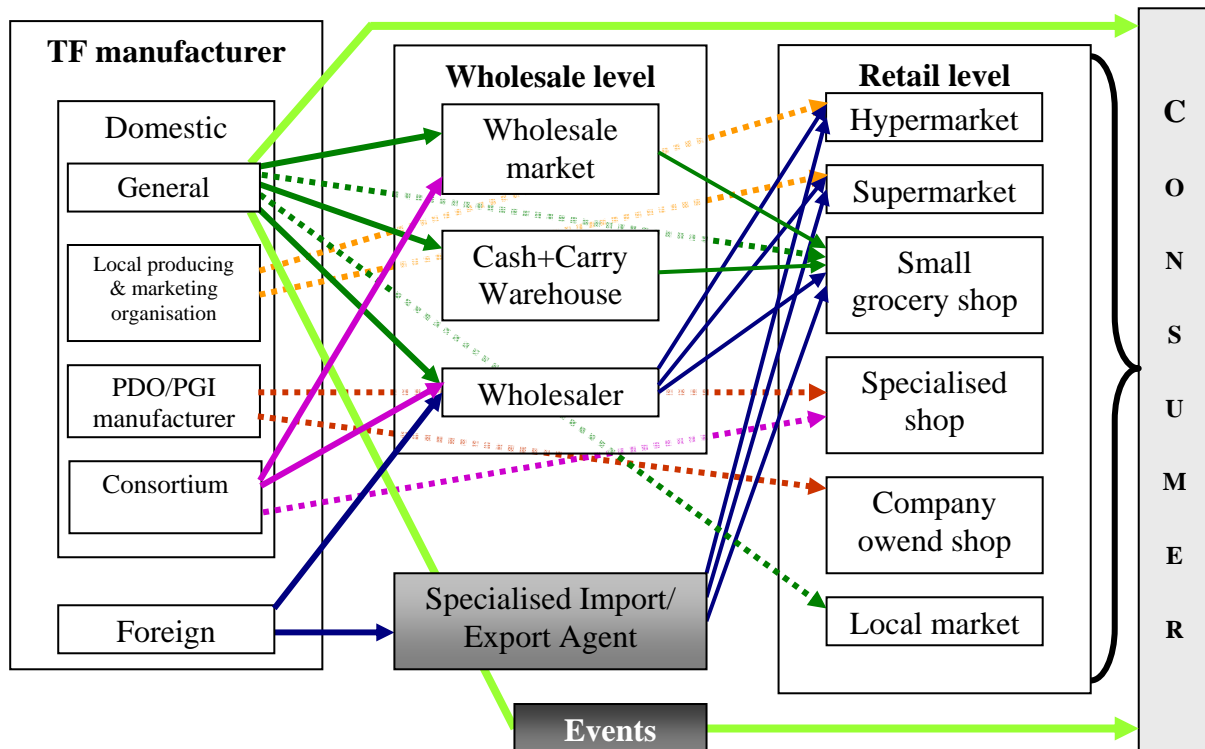 TF manufacturer
Domestic
General
Local producing
& marketing
organisation
PDO/PGI
manufacturer
Consortium
Foreign
Wholesale level
Wholesale
market
Cash+Carry
Warehouse
Wholesaler
Specialised Import/
Export Agent
Events
Retail level
Hypermarket
Supermarket
Small
grocery shop
Specialised
shop
Company
owend shop
Local market
C
O
N
S
U
M
E
R